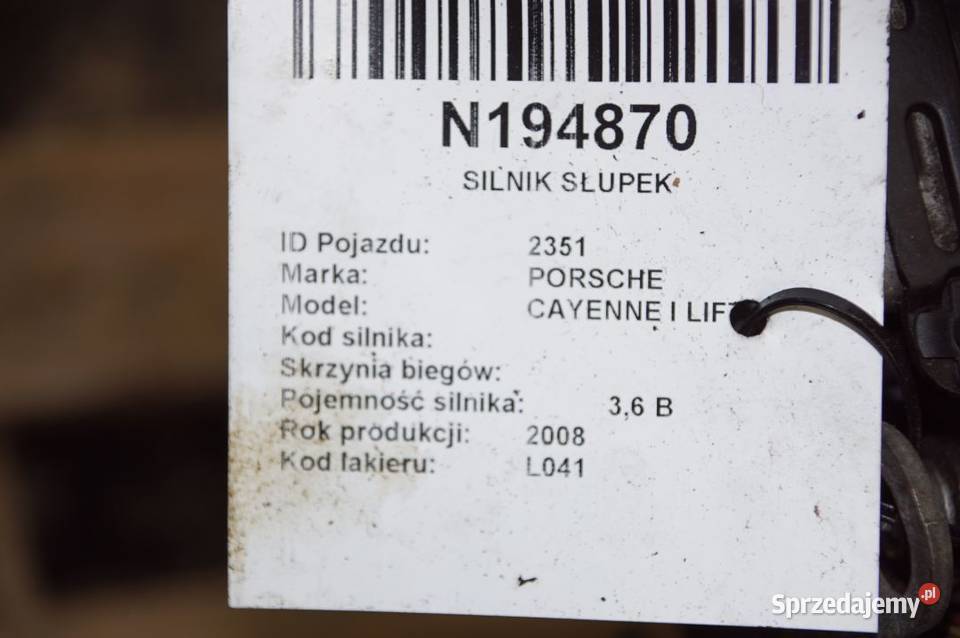 N194870
SILNIK SŁUPEK
ID Pojazdu: 2351
Marka: PORSCHE
Model: CAYENNE I
Kod silnika:
Skrzynia biegów:
Pojemność silnika: 3,6 B
Rok produkcji: 2008
Kod lakieru: L041
Sprzedajemy.pl